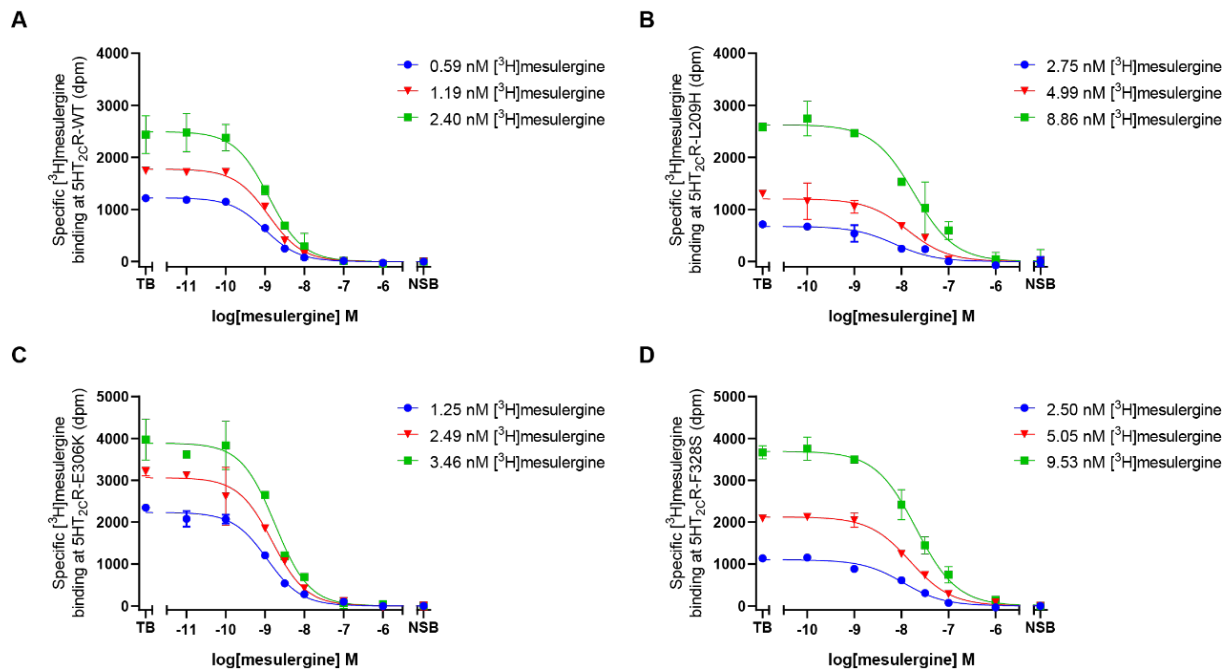 A
Specific [³H]mesulergine
binding at 5HT₂CR-WT (dpm)
4000
3000
2000
1000
0
TB
-11
-10
-9
-8
-7
-6
NSB
log[mesulergine] M
0.59 nM [³H]mesulergine
1.19 nM [³H]mesulergine
2.40 nM [³H]mesulergine
B
Specific [³H]mesulergine
binding at 5HT₂CR-L209H (dpm)
4000
3000
2000
1000
0
TB
-10
-9
-8
-7
-6
NSB
log[mesulergine] M
2.75 nM [³H]mesulergine
4.99 nM [³H]mesulergine
8.86 nM [³H]mesulergine
C
Specific [³H]mesulergine
binding at 5HT₂CR-E306K (dpm)
5000
4000
3000
2000
1000
0
TB
-11
-10
-9
-8
-7
-6
NSB
log[mesulergine] M
1.25 nM [³H]mesulergine
2.49 nM [³H]mesulergine
3.46 nM [³H]mesulergine
D
Specific [³H]mesulergine
binding at 5HT₂CR-F328S (dpm)
5000
4000
3000
2000
1000
0
TB
-10
-9
-8
-7
-6
NSB
log[mesulergine] M
2.50 nM [³H]mesulergine
5.05 nM [³H]mesulergine
9.53 nM [³H]mesulergine